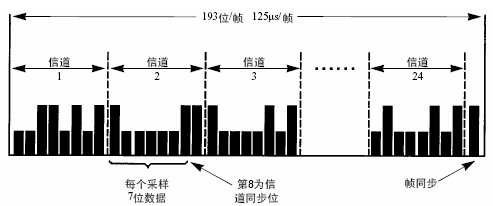 193位/帧 125μs/帧
信道 信道 信道 ...... 信道
1 2 3 24
每个采样 第8为信 帧同步
7位数据 道同步位